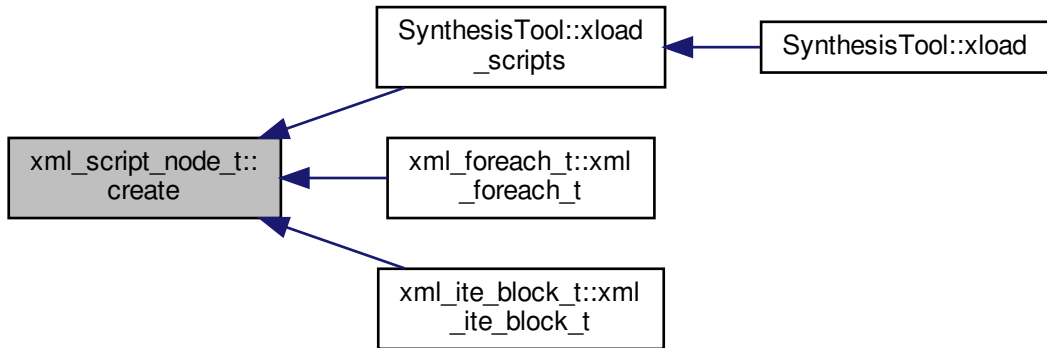 SynthesisTool::xload
_scripts
SynthesisTool::xload
xml_script_node_t::
create
xml_foreach_t::xml
_foreach_t
xml_ite_block_t::xml
_ite_block_t